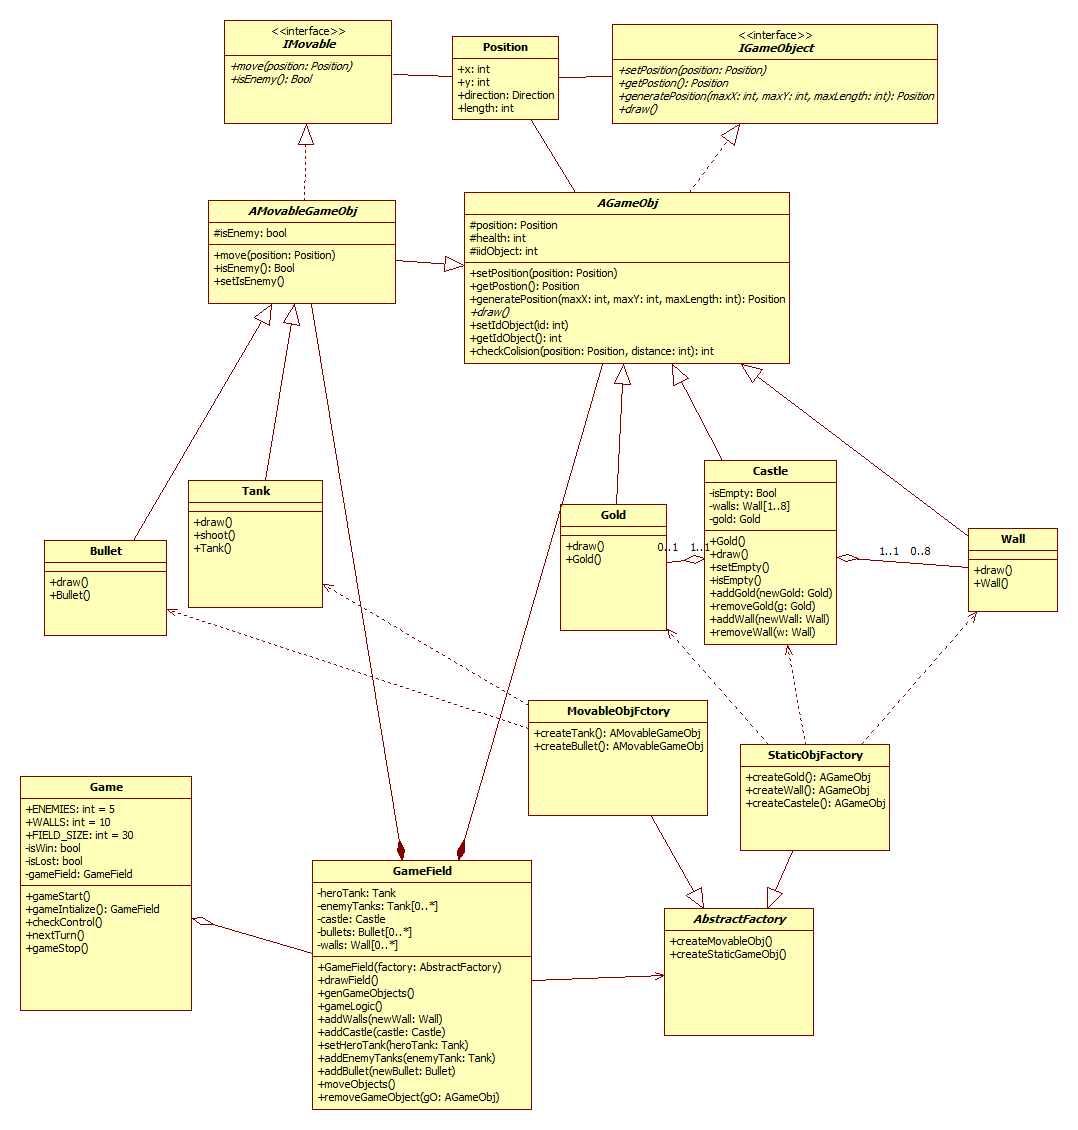 <<interface>>
IMovable
+move(position: Position)
+isEnemy(): Bool
Position
+x: int
+y: int
+direction: Direction
+length: int
<<interface>>
IGameObject
+setPosition(position: Position)
+getPostion(): Position
+generatePosition(maxX: int, maxY: int, maxLength: int): Position
+draw()
AMovableGameObj
#isEnemy: bool
+move(position: Position)
+isEnemy(): Bool
+setIsEnemy()
AGameObj
#position: Position
#health: int
#iidObject: int
+setPosition(position: Position)
+getPostion(): Position
+generatePosition(maxX: int, maxY: int, maxLength: int): Position
+draw()
+setIdObject(id: int)
+getIdObject(): int
+checkColision(position: Position, distance: int): int
Bullet
+draw()
+Bullet()
Tank
+draw()
+shoot()
+Tank()
Gold
+draw()
+Gold()
0..1 1..1
Castle
-isEmpty: Bool
-walls: Wall[1..8]
-gold: Gold
+Gold()
+draw()
+setEmpty()
+isEmpty()
+addGold(newGold: Gold)
+removeGold(g: Gold)
+addWall(newWall: Wall)
+removeWall(w: Wall)
1..1 0..8
Wall
+draw()
+Wall()
MovableObjFctory
+createTank(): AMovableGameObj
+createBullet(): AMovableGameObj
StaticObjFactory
+createGold(): AGameObj
+createWall(): AGameObj
+createCastele(): AGameObj
Game
+ENEMIES: int = 5
+WALLS: int = 10
+FIELD_SIZE: int = 30
-isWin: bool
-isLost: bool
-gameField: GameField
+gameStart()
+gameIntialize(): GameField
+checkControl()
+nextTurn()
+gameStop()
GameField
-heroTank: Tank
-enemyTanks: Tank[0..*]
-castle: Castle
-bullets: Bullet[0..*]
-walls: Wall[0..*]
+GameField(factory: AbstractFactory)
+drawField()
+genGameObjects()
+gameLogic()
+addWalls(newWall: Wall)
+addCastle(castle: Castle)
+setHeroTank(heroTank: Tank)
+addEnemyTanks(enemyTank: Tank)
+addBullet(newBullet: Bullet)
+moveObjects()
+removeGameObject(gO: AGameObj)
AbstractFactory
+createMovableObj()
+createStaticGameObj()